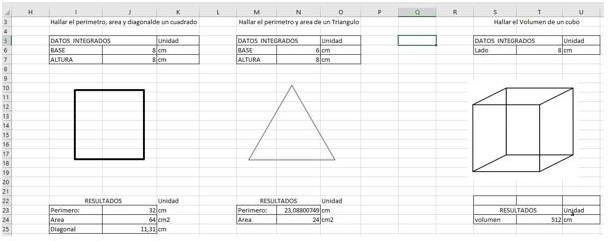 H I J K L M N O P Q R S T U
3 Hallar el perimetro, area y diagonalde un cuadrado Hallar el perimetro y area de un Triangulo Hallar el Volumen de un cubo
4
5 DATOS INTEGRADOS Unidad DATOS INTEGRADOS Unidad DATOS INTEGRADOS Unidad
6 BASE 8 cm BASE 6 cm Lado 8 cm
7 ALTURA 8 cm ALTURA 8 cm
8
9
10
11
12
13
14
15
16
17
18
19
20
21
22 RESULTADOS Unidad RESULTADOS Unidad
23 Perimero: 32 cm Perimero: 23,08800749 cm RESULTADOS Unidad
24 Area 64 cm2 Area 24 cm2 volumen 512 cm
25 Diagonal 11,31 cm